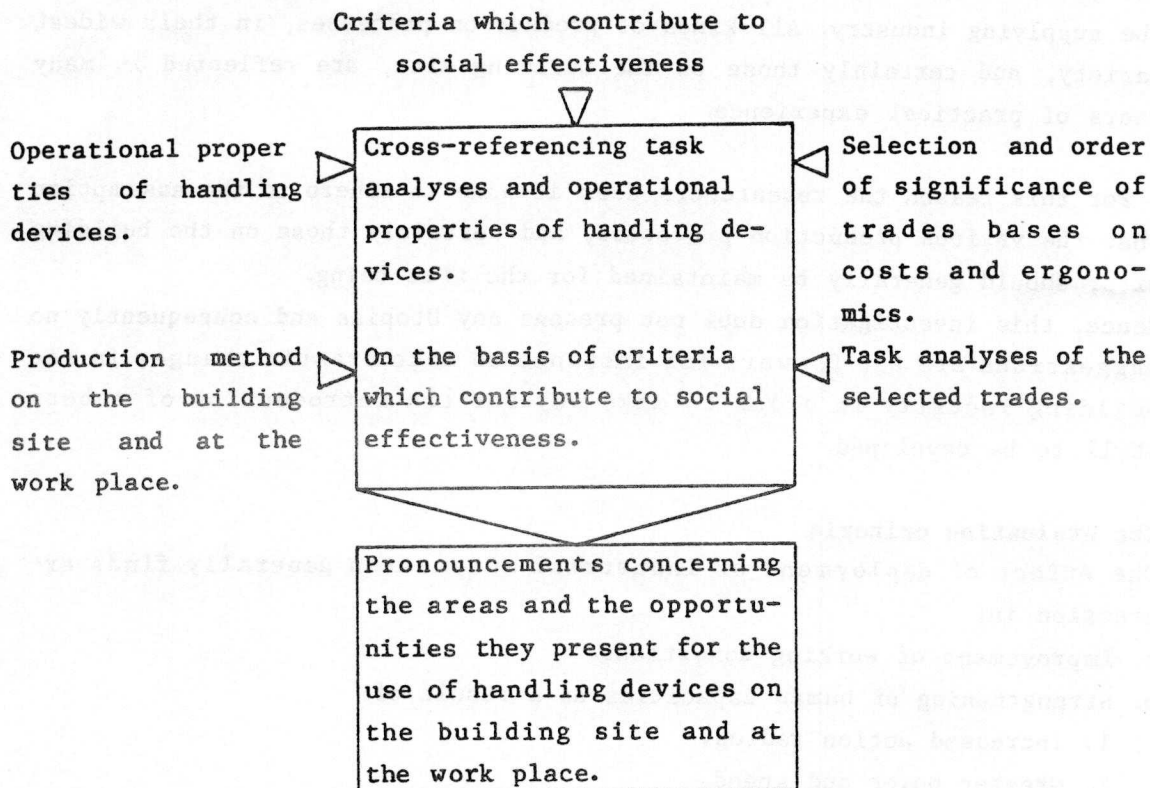 Criteria which contribute to
social effectiveness
Operational proper
ties of handling
devices.
Production method
on the building
site and at the
work place.
Cross-referencing task
analyses and operational
properties of handling de-
vices.
On the basis of criteria
which contribute to social
effectiveness.
Selection and order
of significance of
trades bases on
costs and ergono-
mics.
Task analyses of the
selected trades.
Pronouncements concerning
the areas and the opportu-
nities they present for the
use of handling devices on
the building site and at
the work place.